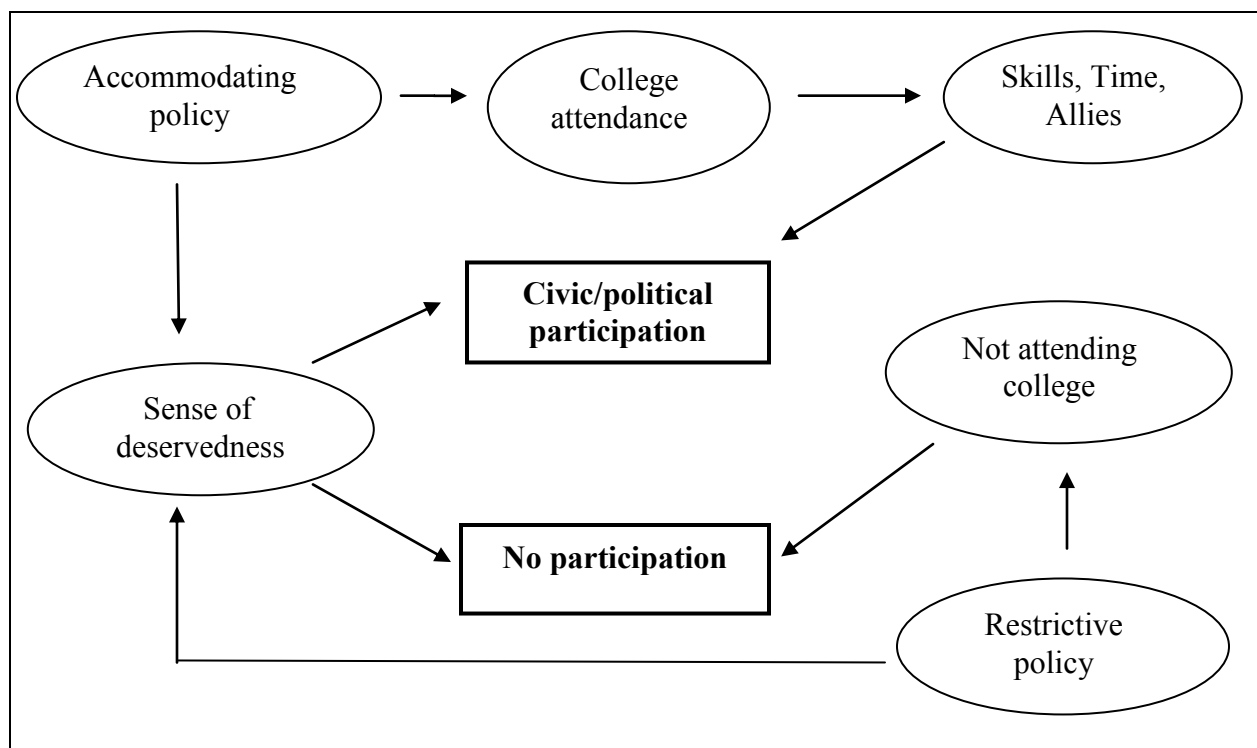 Accommodating
policy
College
attendance
Skills, Time,
Allies
Civic/political
participation
Not attending
college
Sense of
deservedness
No participation
Restrictive
policy